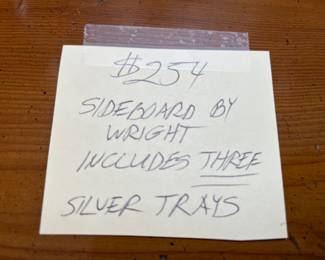 $254
SIDEBOARD BY
WRIGHT
INCLUDES THREE
SILVER TRAYS